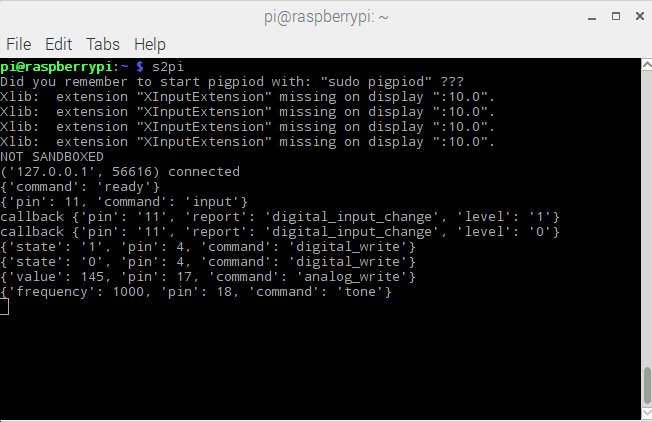 pi@raspberrypi: ~
File Edit Tabs Help
pi@raspberrypi:~ $ s2pi
Did you remember to start pigpiod with: "sudo pigpiod" ???
Xlib:  extension "XInputExtension" missing on display ":10.0".
Xlib:  extension "XInputExtension" missing on display ":10.0".
Xlib:  extension "XInputExtension" missing on display ":10.0".
Xlib:  extension "XInputExtension" missing on display ":10.0".
NOT SANDBOXED
('127.0.0.1', 56616) connected
{'command': 'ready'}
{'pin': 11, 'command': 'input'}
callback {'pin': '11', 'report': 'digital_input_change', 'level': '1'}
callback {'pin': '11', 'report': 'digital_input_change', 'level': '0'}
{'state': '1', 'pin': 4, 'command': 'digital_write'}
{'state': '0', 'pin': 4, 'command': 'digital_write'}
{'value': 145, 'pin': 17, 'command': 'analog_write'}
{'frequency': 1000, 'pin': 18, 'command': 'tone'}